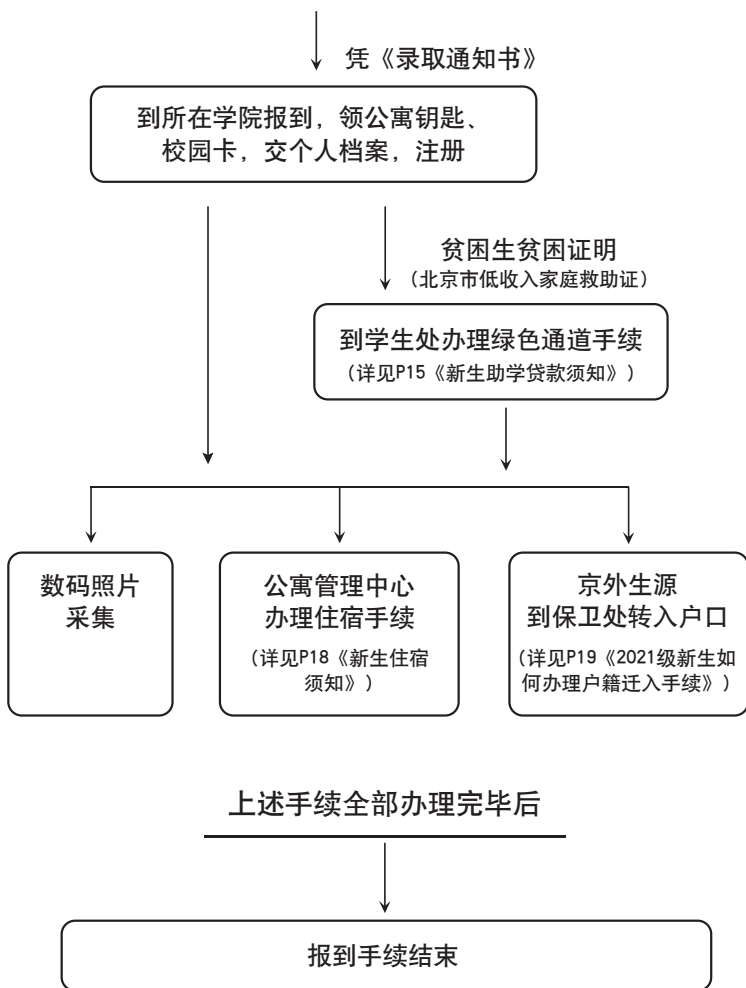 凭《录取通知书》
到所在学院报到，领公寓钥匙、
校园卡，交个人档案，注册
贫困生贫困证明
（北京市低收入家庭救助证）
到学生处办理绿色通道手续
（详见P15《新生助学贷款须知》）
数码照片
采集
公寓管理中心
办理住宿手续
（详见P18《新生住宿
须知》）
京外生源
到保卫处转入户口
（详见P19《2021级新生如
何办理户籍迁入手续》）
上述手续全部办理完毕后
报到手续结束